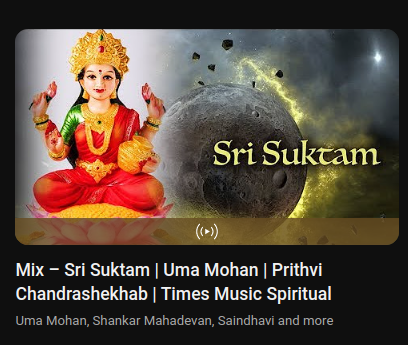 Sri Suktam
Mix – Sri Suktam | Uma Mohan | Prithvi
Chandrashekhab | Times Music Spiritual
Uma Mohan, Shankar Mahadevan, Saindhavi and more